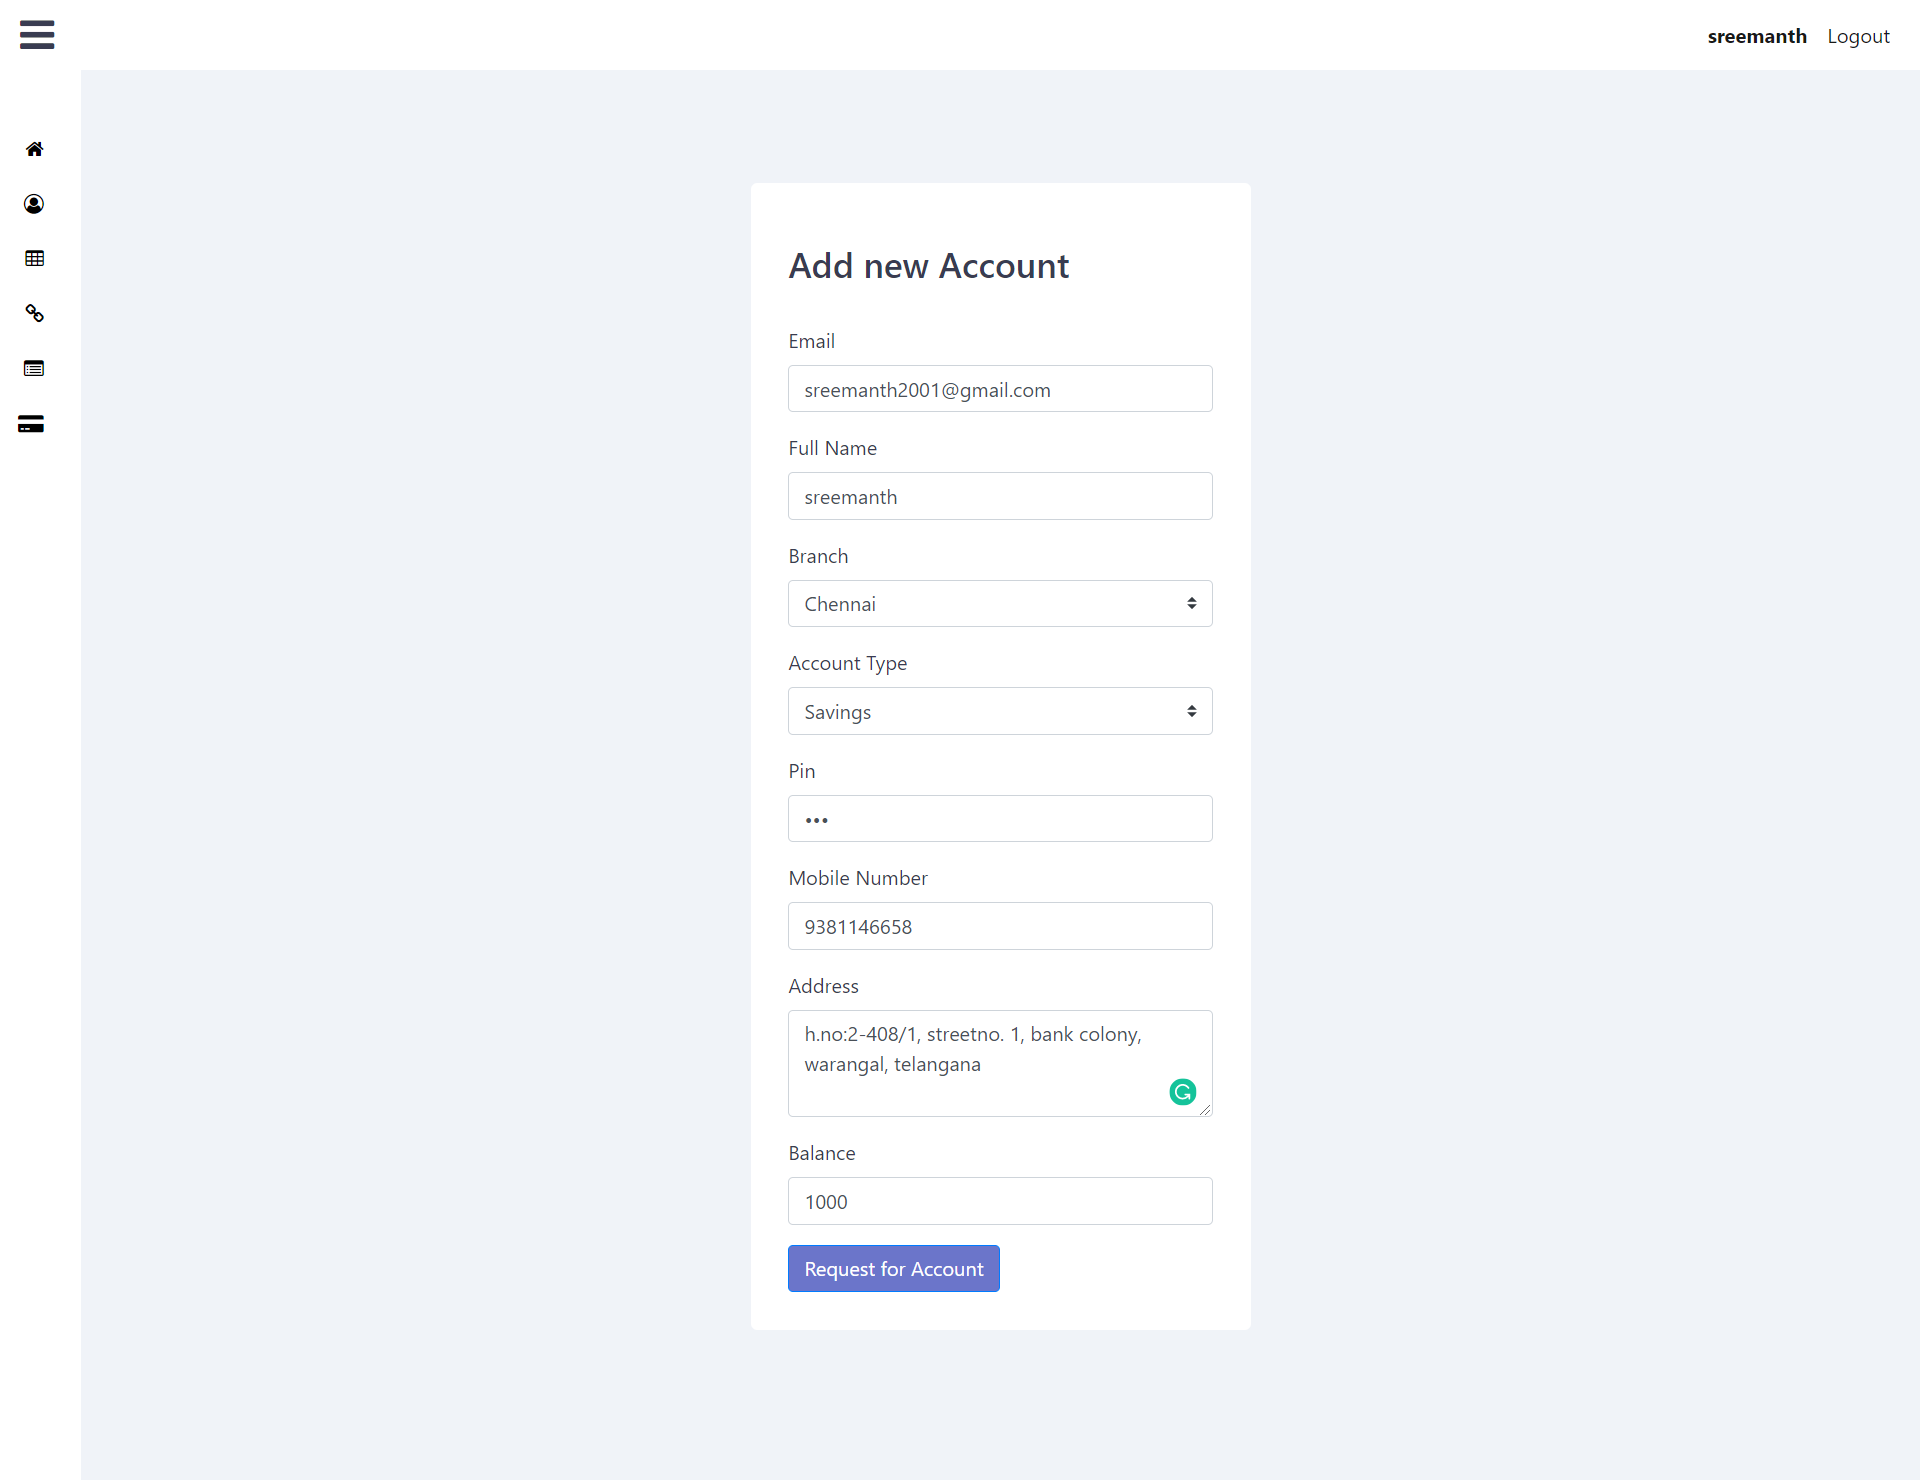 sreemanth Logout
Add new Account
Email
sreemanth2001@gmail.com
Full Name
sreemanth
Branch
Chennai
Account Type
Savings
Pin
•••
Mobile Number
9381146658
Address
h.no:2-408/1, streetno. 1, bank colony,
warangal, telangana
Balance
1000
Request for Account